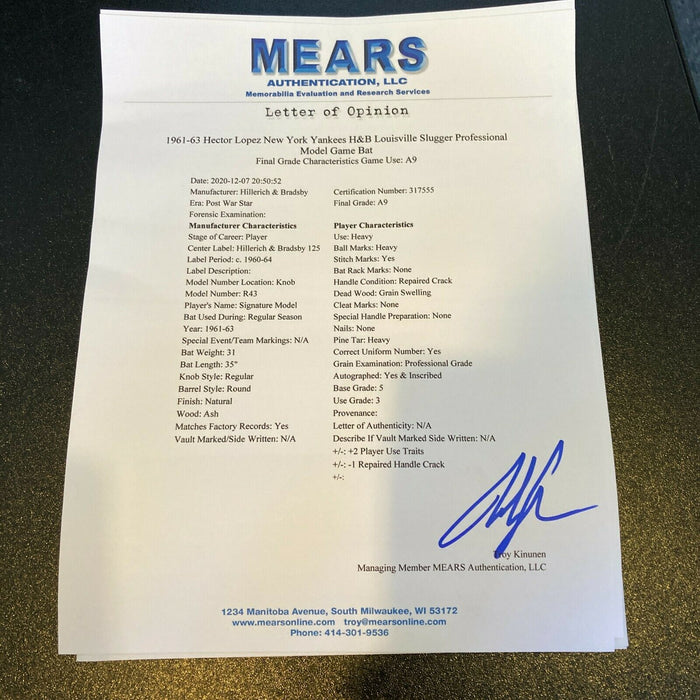 MEARS
AUTHENTICATION, LLC
Memorabilia Evaluation and Research Services
Letter of Opinion
1961-63 Hector Lopez New York Yankees H&B Louisville Slugger Professional
Model Game Bat
Final Grade Characteristics Game Use: A9
Date: 2020-12-07 20:50:52
Manufacturer: Hillerich & Bradsby
Era: Post War Star
Forensic Examination:
Manufacturer Characteristics
Stage of Career: Player
Center Label: Hillerich & Bradsby 125
Label Period: c. 1960-64
Label Description:
Model Number Location: Knob
Model Number: R43
Player's Name: Signature Model
Bat Used During: Regular Season
Year: 1961-63
Special Event/Team Markings: N/A
Bat Weight: 31
Bat Length: 35"
Knob Style: Regular
Barrel Style: Round
Finish: Natural
Wood: Ash
Matches Factory Records: Yes
Vault Marked/Side Written: N/A
Certification Number: 317555
Final Grade: A9
Player Characteristics
Use: Heavy
Ball Marks: Heavy
Stitch Marks: Yes
Bat Rack Marks: None
Handle Condition: Repaired Crack
Dead Wood: Grain Swelling
Cleat Marks: None
Special Handle Preparation: None
Nails: None
Pine Tar: Heavy
Correct Uniform Number: Yes
Grain Examination: Professional Grade
Autographed: Yes & Inscribed
Base Grade: 5
Use Grade: 3
Provenance:
Letter of Authenticity: N/A
Describe If Vault Marked Side Written: N/A
+/-: +2 Player Use Traits
+/-: -1 Repaired Handle Crack
+/-:
Troy Kinunen
Managing Member MEARS Authentication, LLC
1234 Manitoba Avenue, South Milwaukee, WI 53172
www.mearsonline.com troy@mearsonline.com
Phone: 414-301-9536